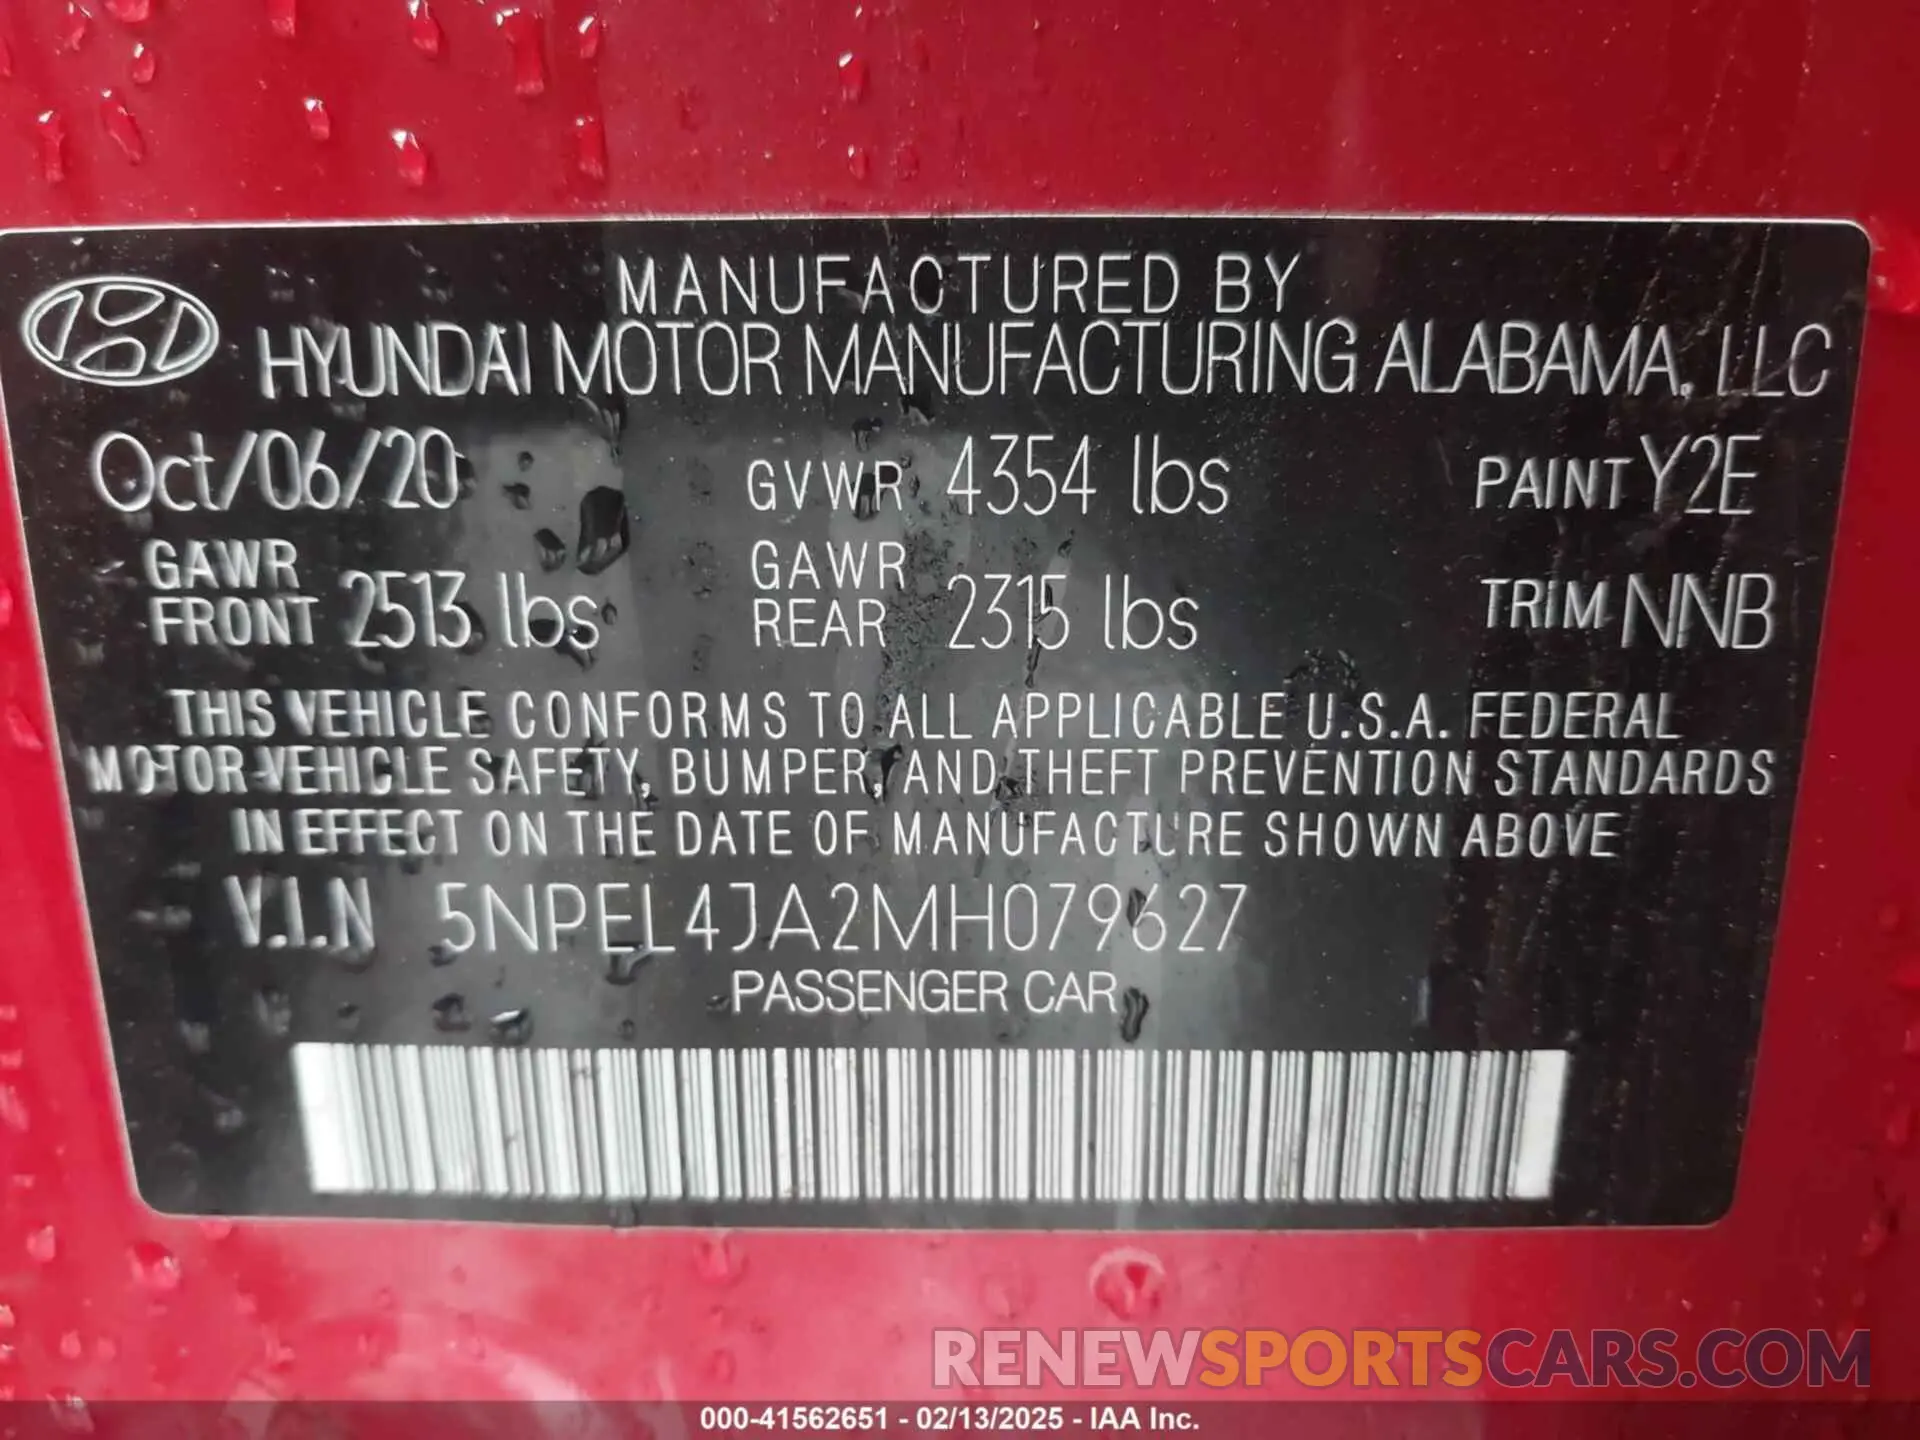 MANUFACTURED BY
HYUNDAI MOTOR MANUFACTURING ALABAMA, LLC
Oct/06/20 GVWR 4354 lbs PAINT Y2E
GAWR FRONT 2513 lbs GAWR REAR 2315 lbs TRIM NNB
THIS VEHICLE CONFORMS TO ALL APPLICABLE U.S.A. FEDERAL
MOTOR VEHICLE SAFETY, BUMPER, AND THEFT PREVENTION STANDARDS
IN EFFECT ON THE DATE OF MANUFACTURE SHOWN ABOVE
V.I.N 5NPEL4JA2MH079627
PASSENGER CAR
RENEWSPORTSCARS.COM
000-41562651 - 02/13/2025 - IAA Inc.